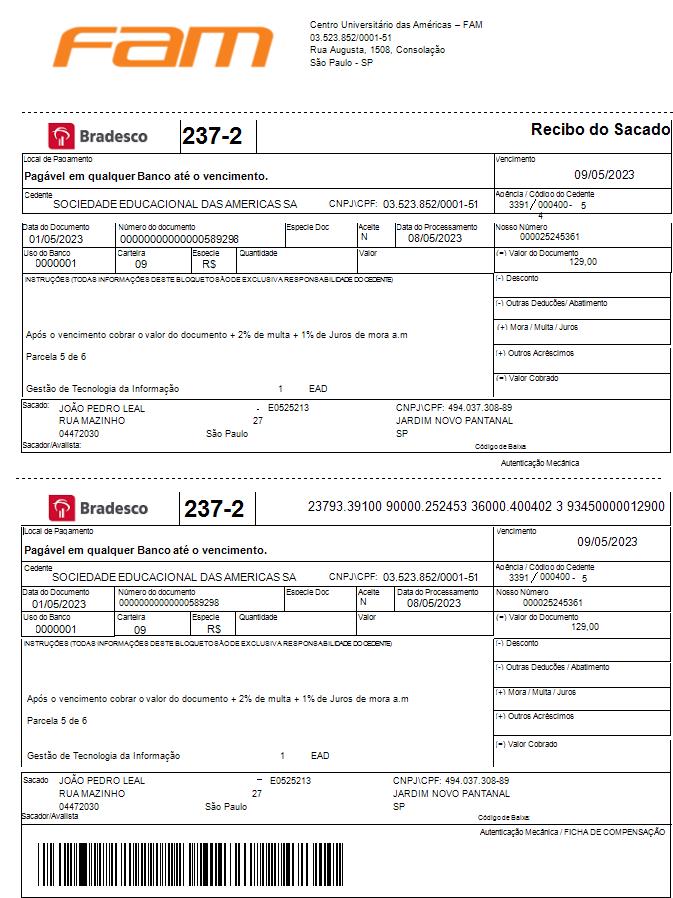 fam
Centro Universitário das Américas – FAM
03.523.852/0001-51
Rua Augusta, 1508, Consolação
São Paulo - SP
Bradesco 237-2 Recibo do Sacado
Local de Pagamento Vencimento
Pagável em qualquer Banco até o vencimento. 09/05/2023
Cedente Agência / Código do Cedente
SOCIEDADE EDUCACIONAL DAS AMERICAS SA CNPJ\CPF: 03.523.852/0001-51 3391 / 000400- 5
4
Data do Documento Número do documento Especie Doc Aceite Data do Processamento Nosso Número
01/05/2023 00000000000000589298 N 08/05/2023 000025245361
Uso do Banco Carteira Especie Quantidade Valor (=) Valor do Documento
0000001 09 R$ 129,00
INSTRUÇÕES (TODAS INFORMAÇÕES DESTE BLOQUETO SÃO DE EXCLUSIVA RESPONSABILIDADE DO CEDENTE) (-) Desconto
(-) Outras Deducões/ Abatimento
(+) Mora / Multa / Juros
Após o vencimento cobrar o valor do documento + 2% de multa + 1% de Juros de mora a.m
(+) Outros Acréscimos
Parcela 5 de 6
(=) Valor Cobrado
Gestão de Tecnologia da Informação 1 EAD
Sacado: JOÃO PEDRO LEAL - E0525213 CNPJ\CPF: 494.037.308-89
RUA MAZINHO 27 JARDIM NOVO PANTANAL
04472030 São Paulo SP
Sacador/Avalista: Código de Baixa
Autenticação Mecânica
Bradesco 237-2 23793.39100 90000.252453 36000.400402 3 93450000012900
Local de Pagamento Vencimento
Pagável em qualquer Banco até o vencimento. 09/05/2023
Cedente Agência / Código do Cedente
SOCIEDADE EDUCACIONAL DAS AMERICAS SA CNPJ\CPF: 03.523.852/0001-51 3391 / 000400 - 5
Data do Documento Número do documento Especie Doc Aceite Data do Processamento Nosso Número
01/05/2023 00000000000000589298 N 08/05/2023 000025245361
Uso do Banco Carteira Especie Quantidade Valor (=) Valor do Documento
0000001 09 R$ 129,00
INSTRUÇÕES (TODAS INFORMAÇÕES DESTE BLOQUETO SÃO DE EXCLUSIVA RESPONSABILIDADE DO CEDENTE) (-) Desconto
(-) Outras Deducões / Abatimento
(+) Mora / Multa / Juros
Após o vencimento cobrar o valor do documento + 2% de multa + 1% de Juros de mora a.m
(+) Outros Acréscimos
Parcela 5 de 6
(=) Valor Cobrado
Gestão de Tecnologia da Informação 1 EAD
Sacado JOÃO PEDRO LEAL – E0525213 CNPJ\CPF: 494.037.308-89
RUA MAZINHO 27 JARDIM NOVO PANTANAL
04472030 São Paulo SP
Sacador/Avalista Código de Baixa:
Autenticação Mecânica / FICHA DE COMPENSAÇÃO